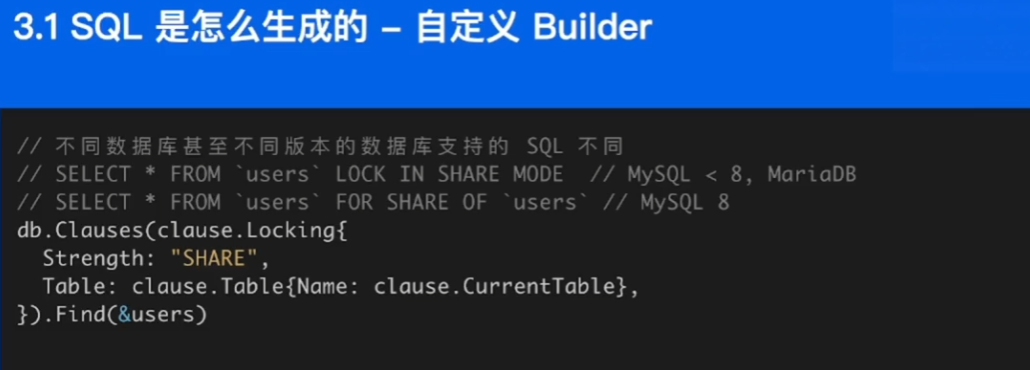 3.1 SQL 是怎么生成的 – 自定义 Builder
// 不同数据库甚至不同版本的数据库支持的 SQL 不同
// SELECT * FROM `users` LOCK IN SHARE MODE  // MySQL < 8, MariaDB
// SELECT * FROM `users` FOR SHARE OF `users` // MySQL 8
db.Clauses(clause.Locking{
  Strength: "SHARE",
  Table: clause.Table{Name: clause.CurrentTable},
}).Find(&users)